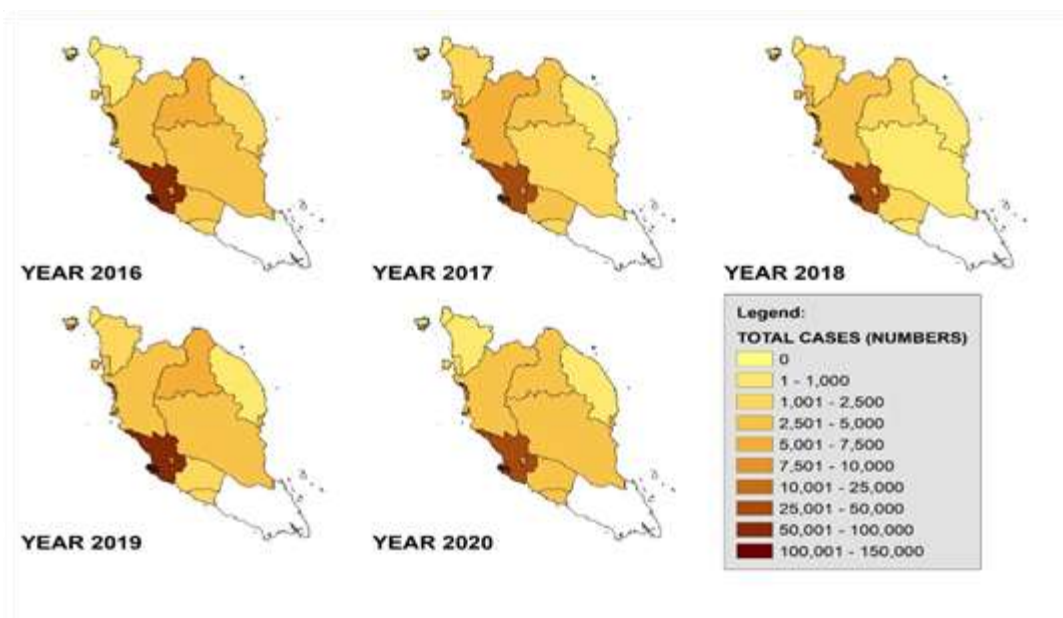 YEAR 2016
YEAR 2017
YEAR 2018
YEAR 2019
YEAR 2020
Legend:
TOTAL CASES (NUMBERS)
0
1 - 1,000
1,001 - 2,500
2,501 - 5,000
5,001 - 7,500
7,501 - 10,000
10,001 - 25,000
25,001 - 50,000
50,001 - 100,000
100,001 - 150,000